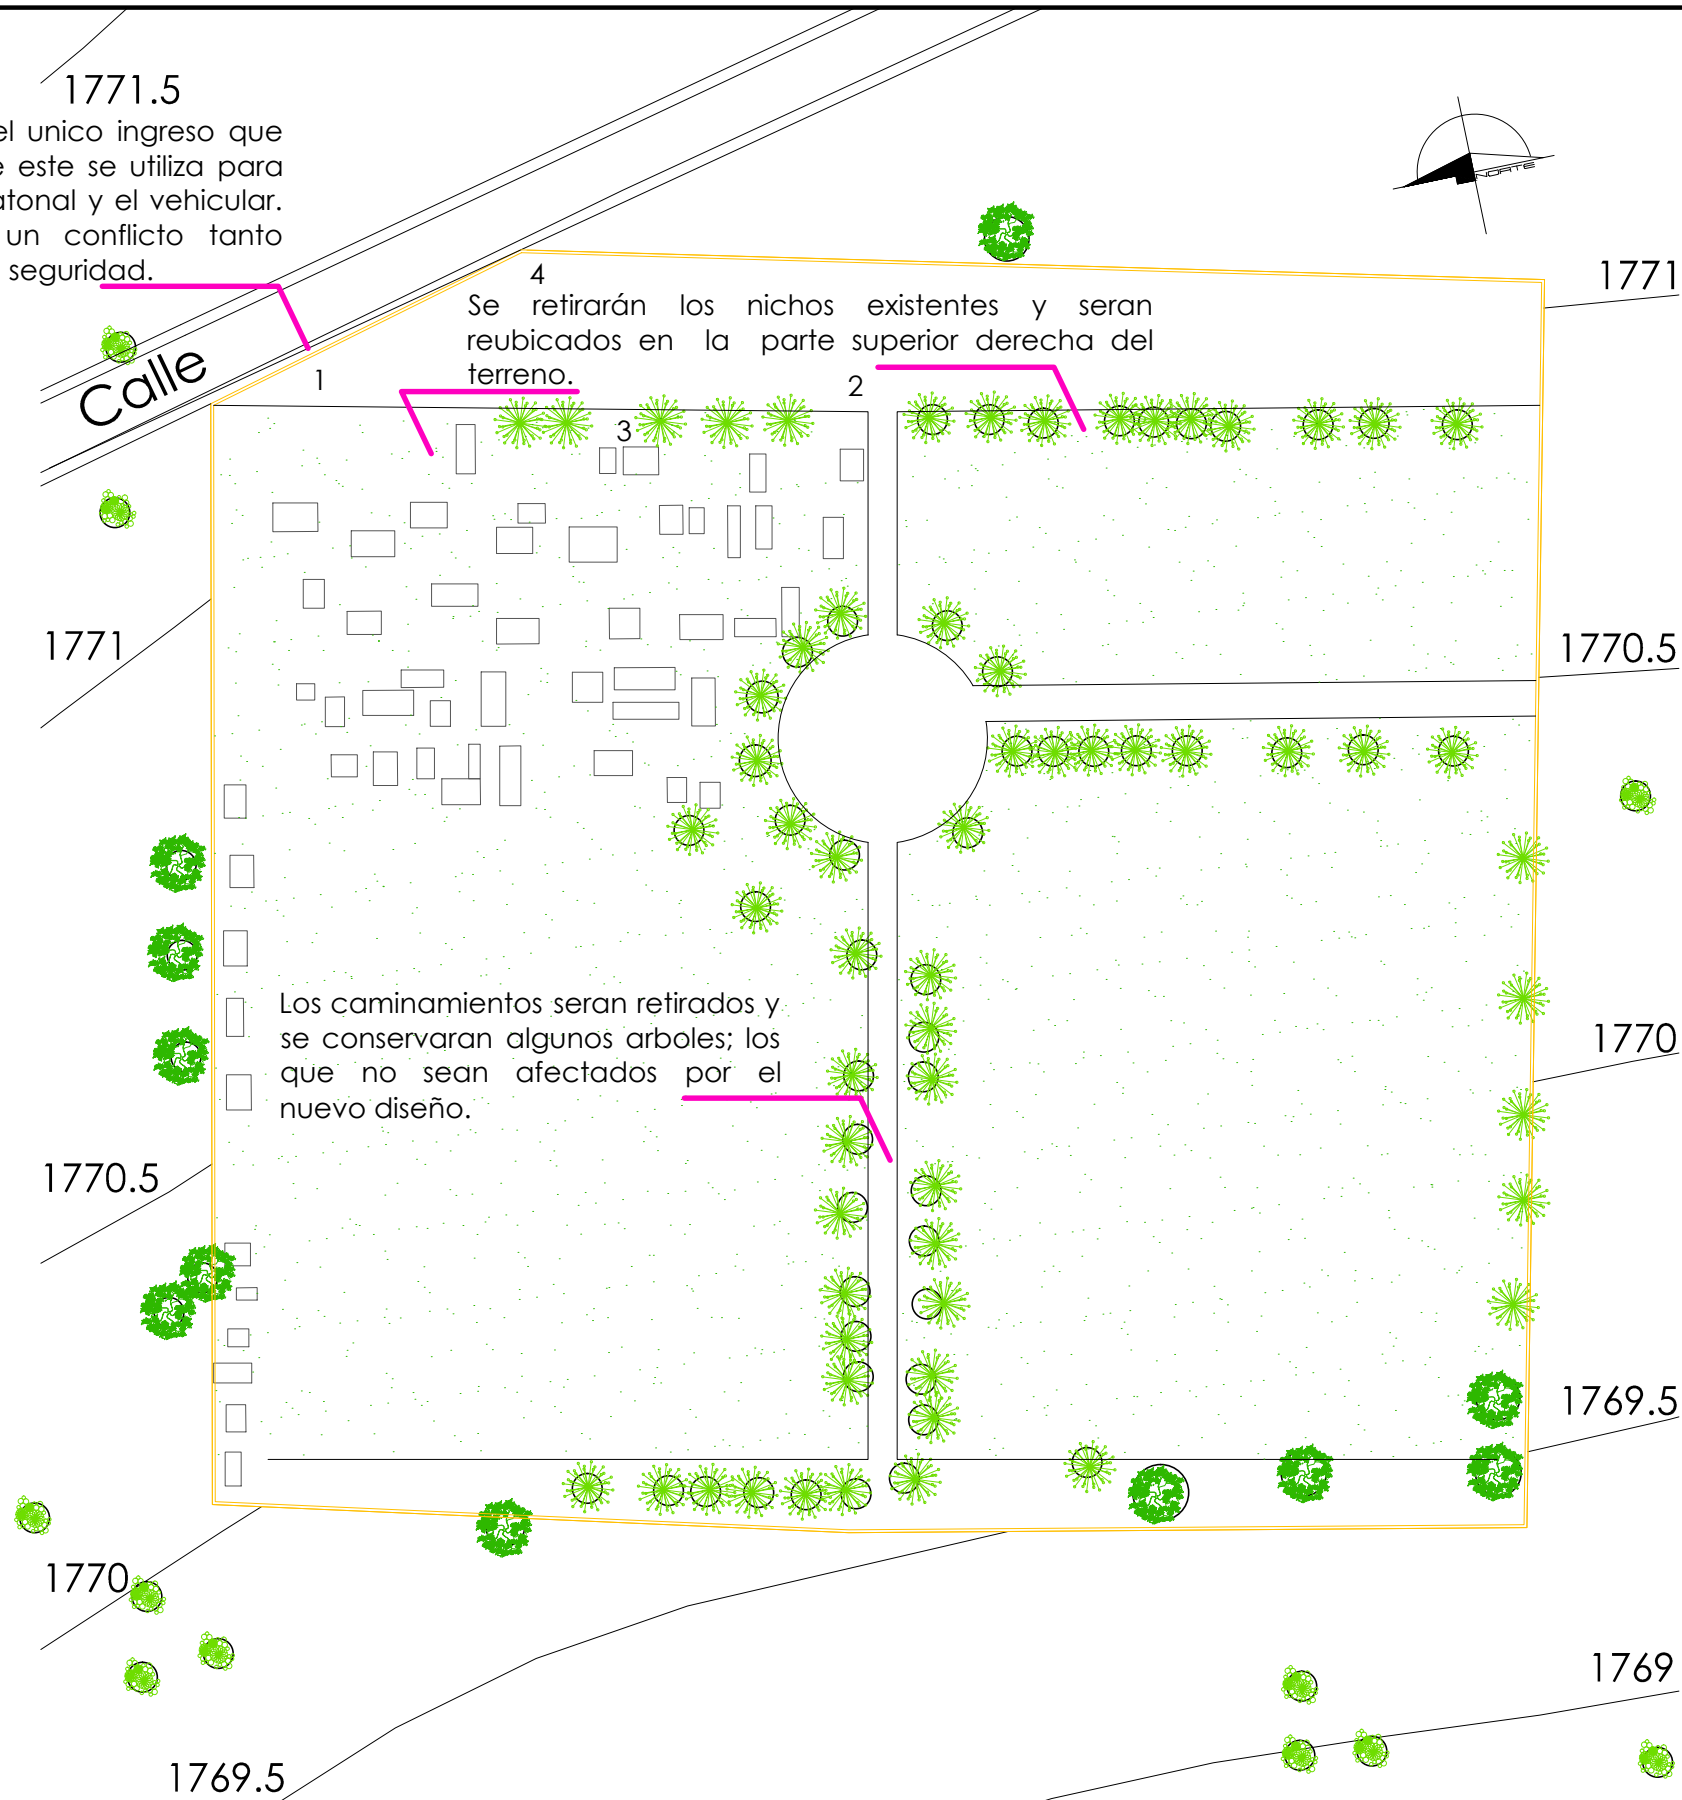 1771.5
el unico ingreso que
e este se utiliza para
atonal y el vehicular.
un conflicto tanto
seguridad.
NORTE
1771
4
Se retirarán los nichos existentes y seran
reubicados en la parte superior derecha del
terreno.
Calle
1
2
3
1771
1770.5
Los caminamientos seran retirados y
se conservaran algunos arboles; los
que no sean afectados por el
nuevo diseño.
1770
1770.5
1769.5
1770
1769
1769.5